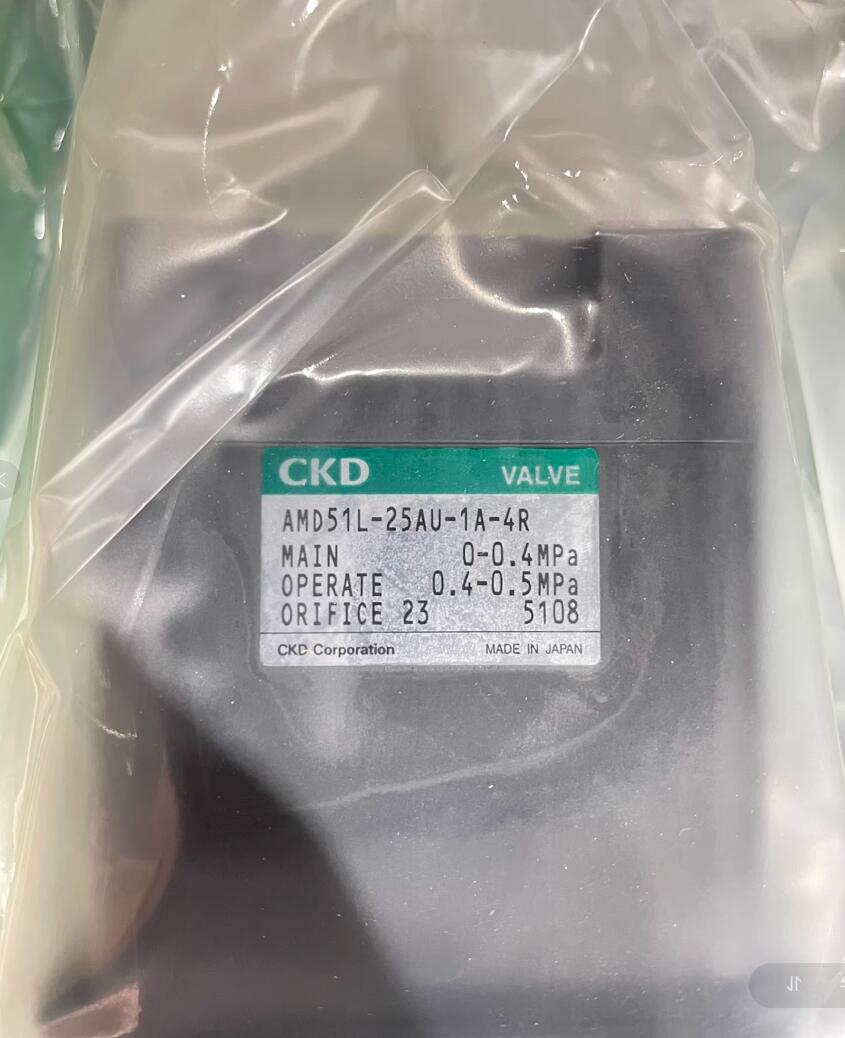 CKD VALVE
AMD51L-25AU-1A-4R
MAIN 0-0.4MPa
OPERATE 0.4-0.5MPa
ORIFICE 23 5108
CKD Corporation MADE IN JAPAN